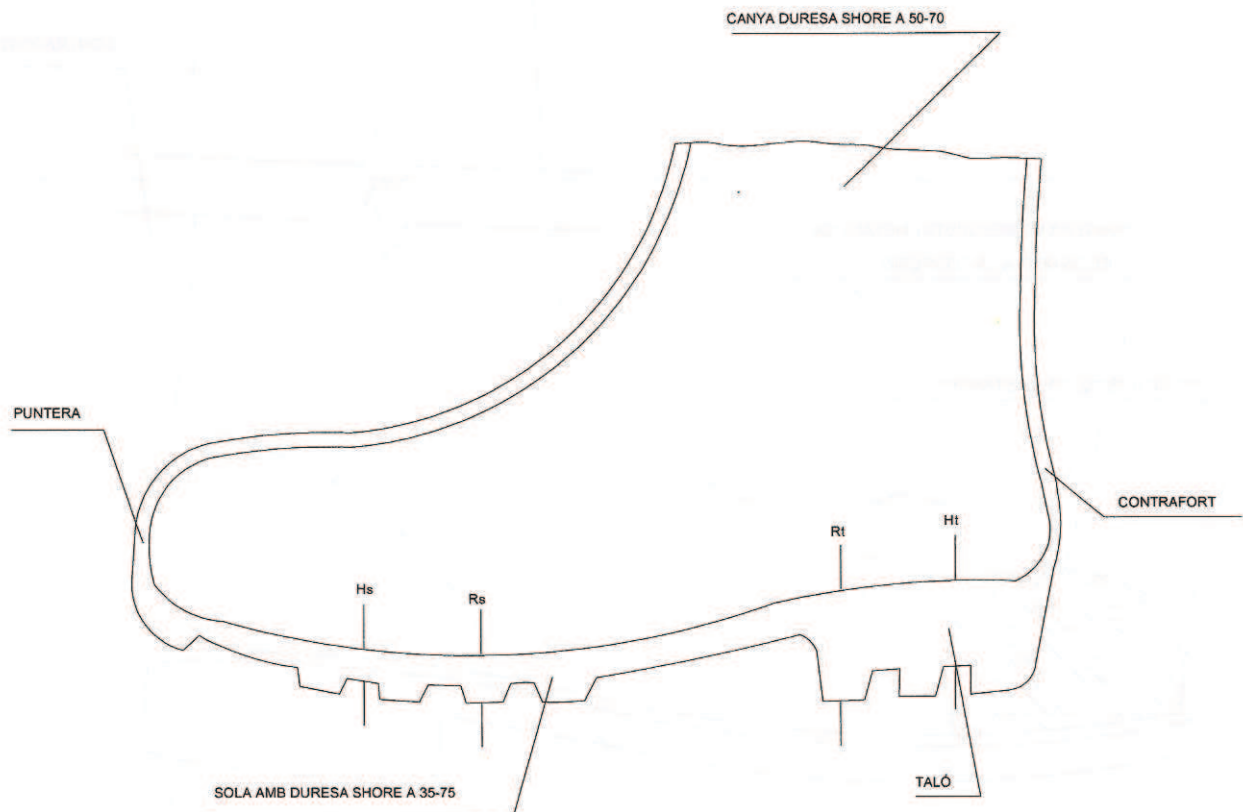 CANYA DURESA SHORE A 50-70
PUNTERA
CONTRAFORT
Rt
Ht
Hs
Rs
TALÓ
SOLA AMB DURESA SHORE A 35-75